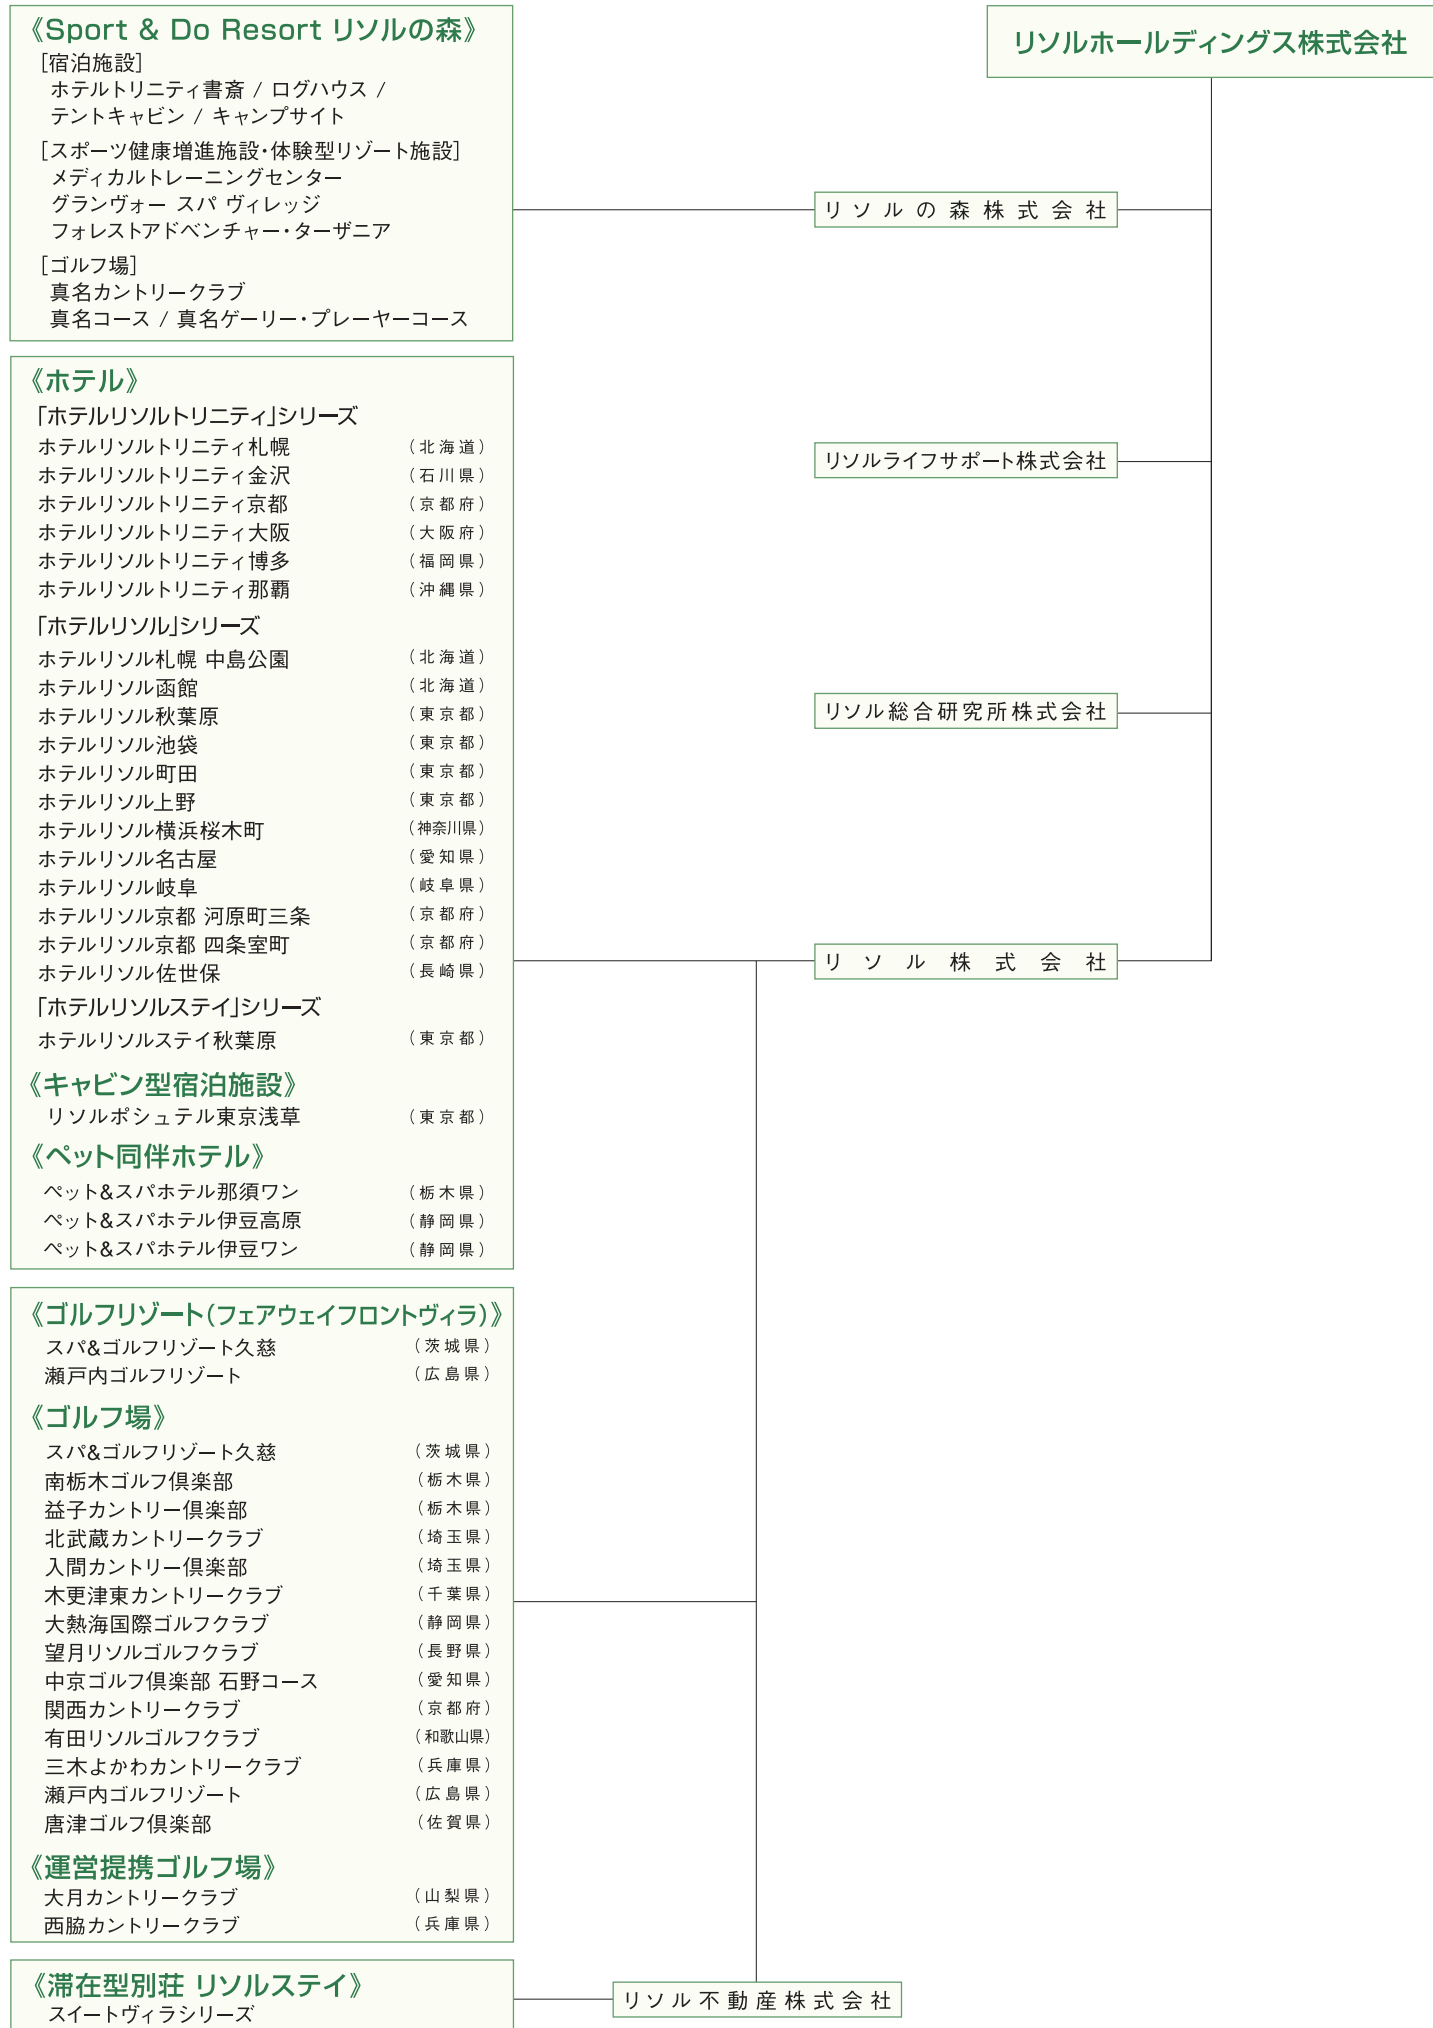 《Sport & Do Resort リソルの森》
［宿泊施設］
ホテルトリニティ書斎 / ログハウス /
テントキャビン / キャンプサイト
［スポーツ健康増進施設・体験型リゾート施設］
メディカルトレーニングセンター
グランヴォー スパ ヴィレッジ
フォレストアドベンチャー・ターザニア
［ゴルフ場］
真名カントリークラブ
真名コース / 真名ゲーリー・プレーヤーコース
《ホテル》
「ホテルリソルトリニティ」シリーズ
ホテルリソルトリニティ札幌 （北海道）
ホテルリソルトリニティ金沢 （石川県）
ホテルリソルトリニティ京都 （京都府）
ホテルリソルトリニティ大阪 （大阪府）
ホテルリソルトリニティ博多 （福岡県）
ホテルリソルトリニティ那覇 （沖縄県）
「ホテルリソル」シリーズ
ホテルリソル札幌 中島公園 （北海道）
ホテルリソル函館 （北海道）
ホテルリソル秋葉原 （東京都）
ホテルリソル池袋 （東京都）
ホテルリソル町田 （東京都）
ホテルリソル上野 （東京都）
ホテルリソル横浜桜木町 （神奈川県）
ホテルリソル名古屋 （愛知県）
ホテルリソル岐阜 （岐阜県）
ホテルリソル京都 河原町三条 （京都府）
ホテルリソル京都 四条室町 （京都府）
ホテルリソル佐世保 （長崎県）
「ホテルリソルステイ」シリーズ
ホテルリソルステイ秋葉原 （東京都）
《キャビン型宿泊施設》
リソルポシュテル東京浅草 （東京都）
《ペット同伴ホテル》
ペット&スパホテル那須ワン （栃木県）
ペット&スパホテル伊豆高原 （静岡県）
ペット&スパホテル伊豆ワン （静岡県）
《ゴルフリゾート（フェアウェイフロントヴィラ）》
スパ&ゴルフリゾート久慈 （茨城県）
瀬戸内ゴルフリゾート （広島県）
《ゴルフ場》
スパ&ゴルフリゾート久慈 （茨城県）
南栃木ゴルフ倶楽部 （栃木県）
益子カントリー倶楽部 （栃木県）
北武蔵カントリークラブ （埼玉県）
入間カントリー倶楽部 （埼玉県）
木更津東カントリークラブ （千葉県）
大熱海国際ゴルフクラブ （静岡県）
望月リソルゴルフクラブ （長野県）
中京ゴルフ倶楽部 石野コース （愛知県）
関西カントリークラブ （京都府）
有田リソルゴルフクラブ （和歌山県）
三木よかわカントリークラブ （兵庫県）
瀬戸内ゴルフリゾート （広島県）
唐津ゴルフ倶楽部 （佐賀県）
《運営提携ゴルフ場》
大月カントリークラブ （山梨県）
西脇カントリークラブ （兵庫県）
《滞在型別荘 リソルステイ》
スイートヴィラシリーズ
リソルホールディングス株式会社
リソルの森株式会社
リソルライフサポート株式会社
リソル総合研究所株式会社
リソル株式会社
リソル不動産株式会社